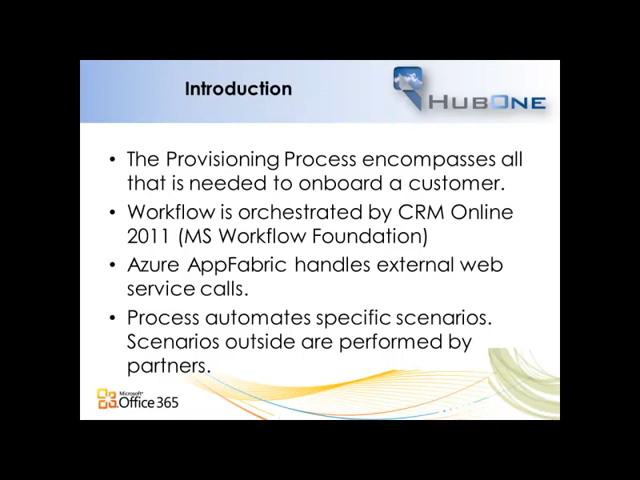 Introduction
HUBONE
• The Provisioning Process encompasses all
that is needed to onboard a customer.
• Workflow is orchestrated by CRM Online
2011 (MS Workflow Foundation)
• Azure AppFabric handles external web
service calls.
• Process automates specific scenarios.
Scenarios outside are performed by
partners.
Microsoft®
Office 365